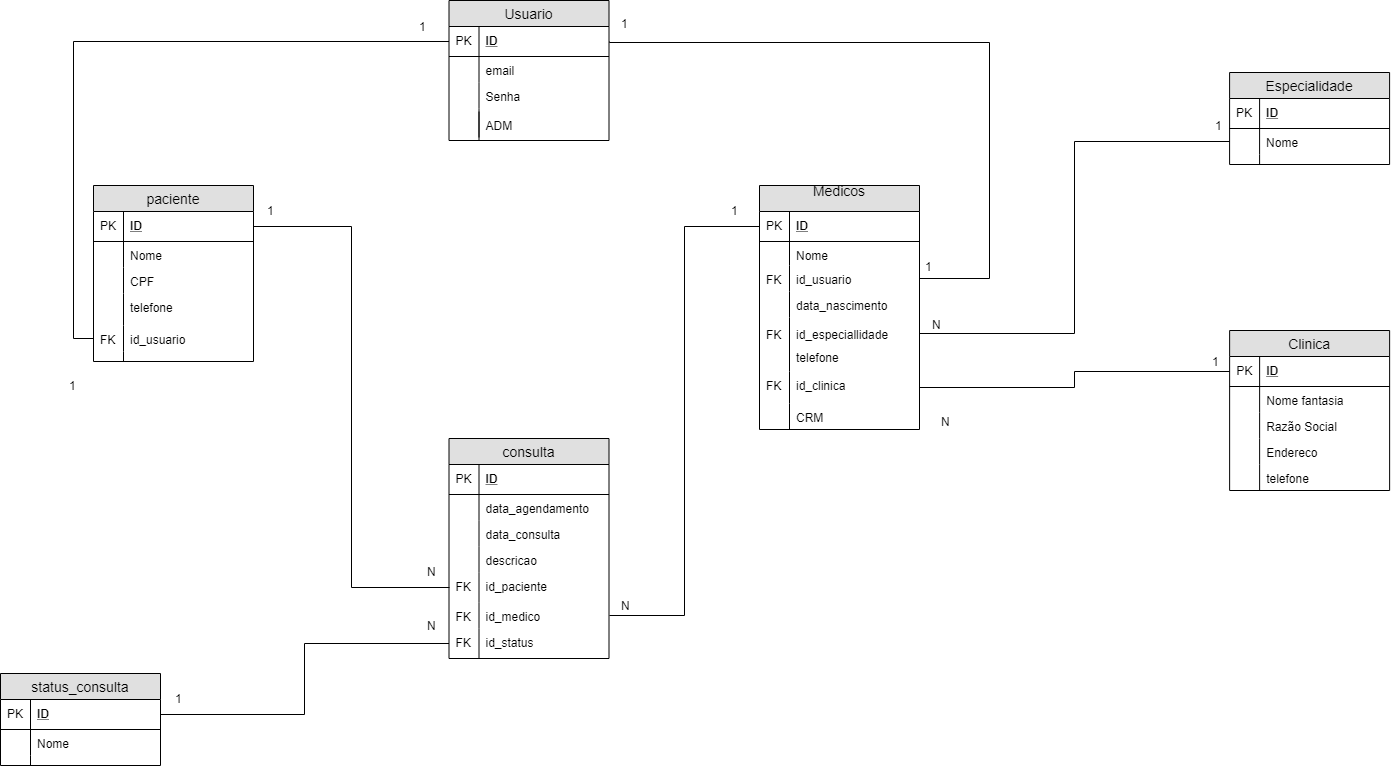 Usuario
PK ID
email
Senha
ADM
1
1
Especialidade
PK ID
Nome
1
paciente
PK ID
Nome
CPF
telefone
FK id_usuario
1
1
Medicos
PK ID
Nome
FK id_usuario
data_nascimento
FK id_especiallidade
telefone
FK id_clinica
CRM
1
1
N
N
Clinica
PK ID
Nome fantasia
Razão Social
Endereco
telefone
1
consulta
PK ID
data_agendamento
data_consulta
descricao
FK id_paciente
FK id_medico
FK id_status
N
N
N
status_consulta
PK ID
Nome
1